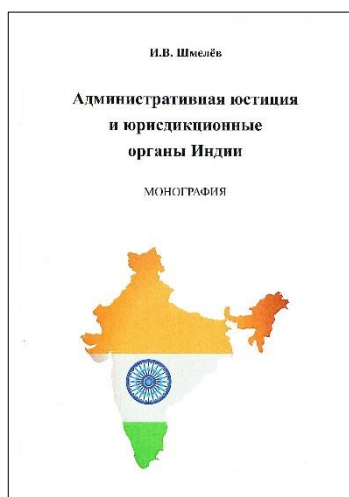 И.В. Шмелёв
Административная юстиция
и юрисдикционные
органы Индии
МОНОГРАФИЯ